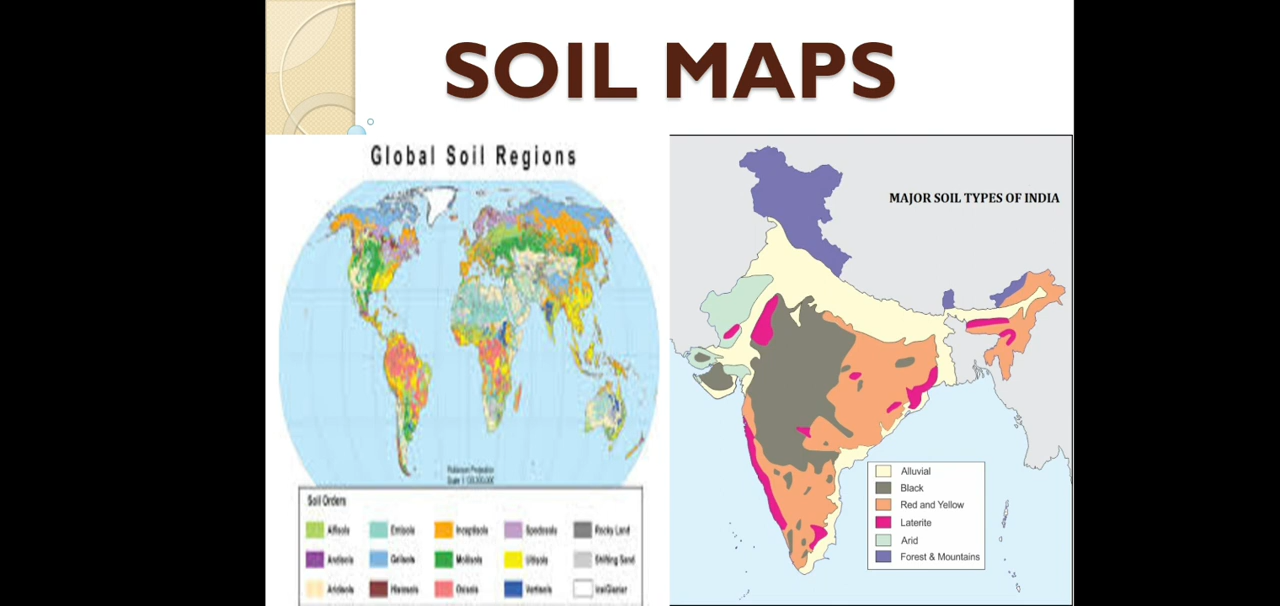 SOIL MAPS
Global Soil Regions
MAJOR SOIL TYPES OF INDIA
Robinson Projection
Soil Orders
Alfisols
Entisols
Inceptisols
Spodosols
Rocky Land
Andisols
Gelisols
Mollisols
Ultisols
Shifting Sand
Aridisols
Histosols
Oxisols
Vertisols
Ice/Glacier
Alluvial
Black
Red and Yellow
Laterite
Arid
Forest & Mountains